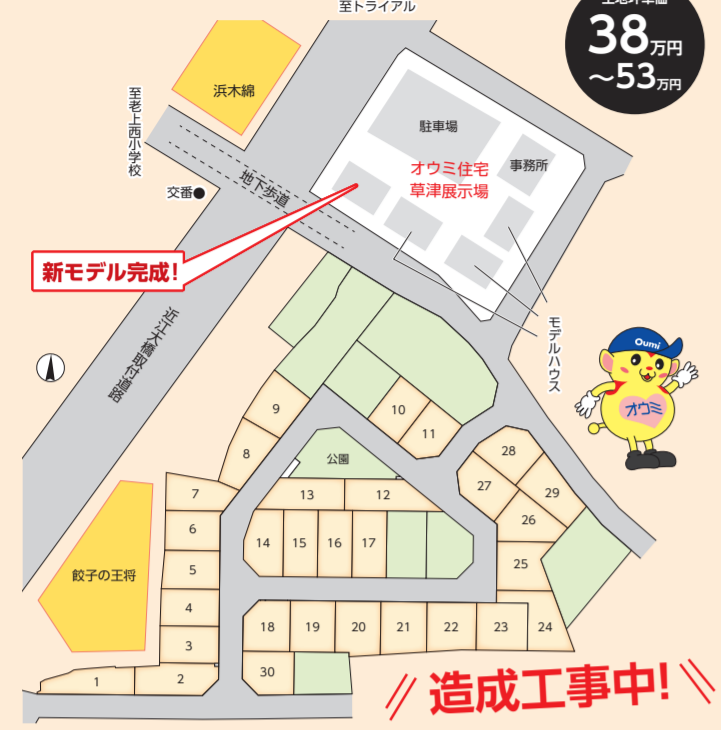 至トライアル
土地坪単価
38万円
～53万円
浜木綿
至老上西小学校
駐車場
事務所
オウミ住宅
草津展示場
地下歩道
交番
新モデル完成!
近江大橋取付道路
モデルハウス
Oumi
オウミ
9
10
11
8
公園
28
27
29
7
13
12
26
6
14
15
16
17
25
5
餃子の王将
4
18
19
20
21
22
23
24
3
30
1
2
造成工事中!